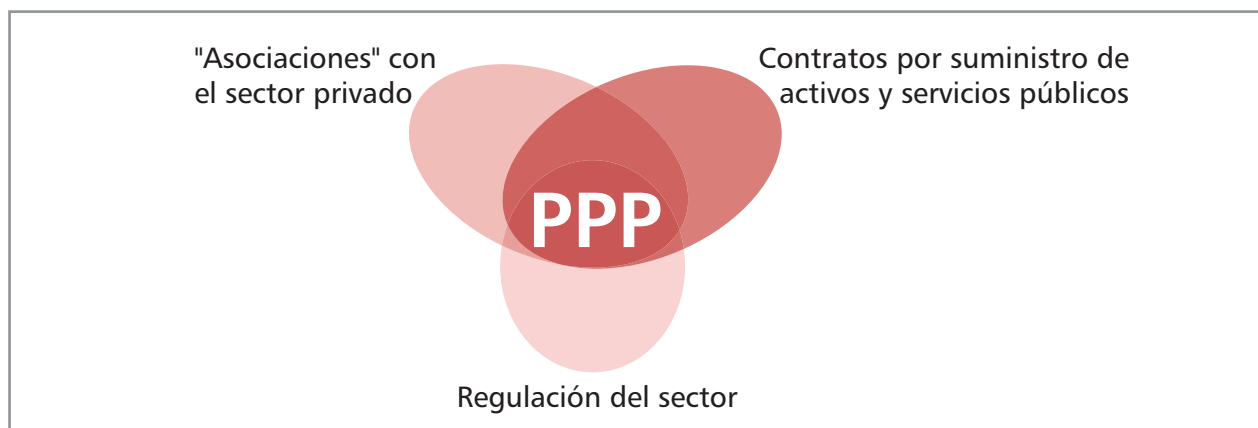 "Asociaciones" con
el sector privado
Contratos por suministro de
activos y servicios públicos
PPP
Regulación del sector